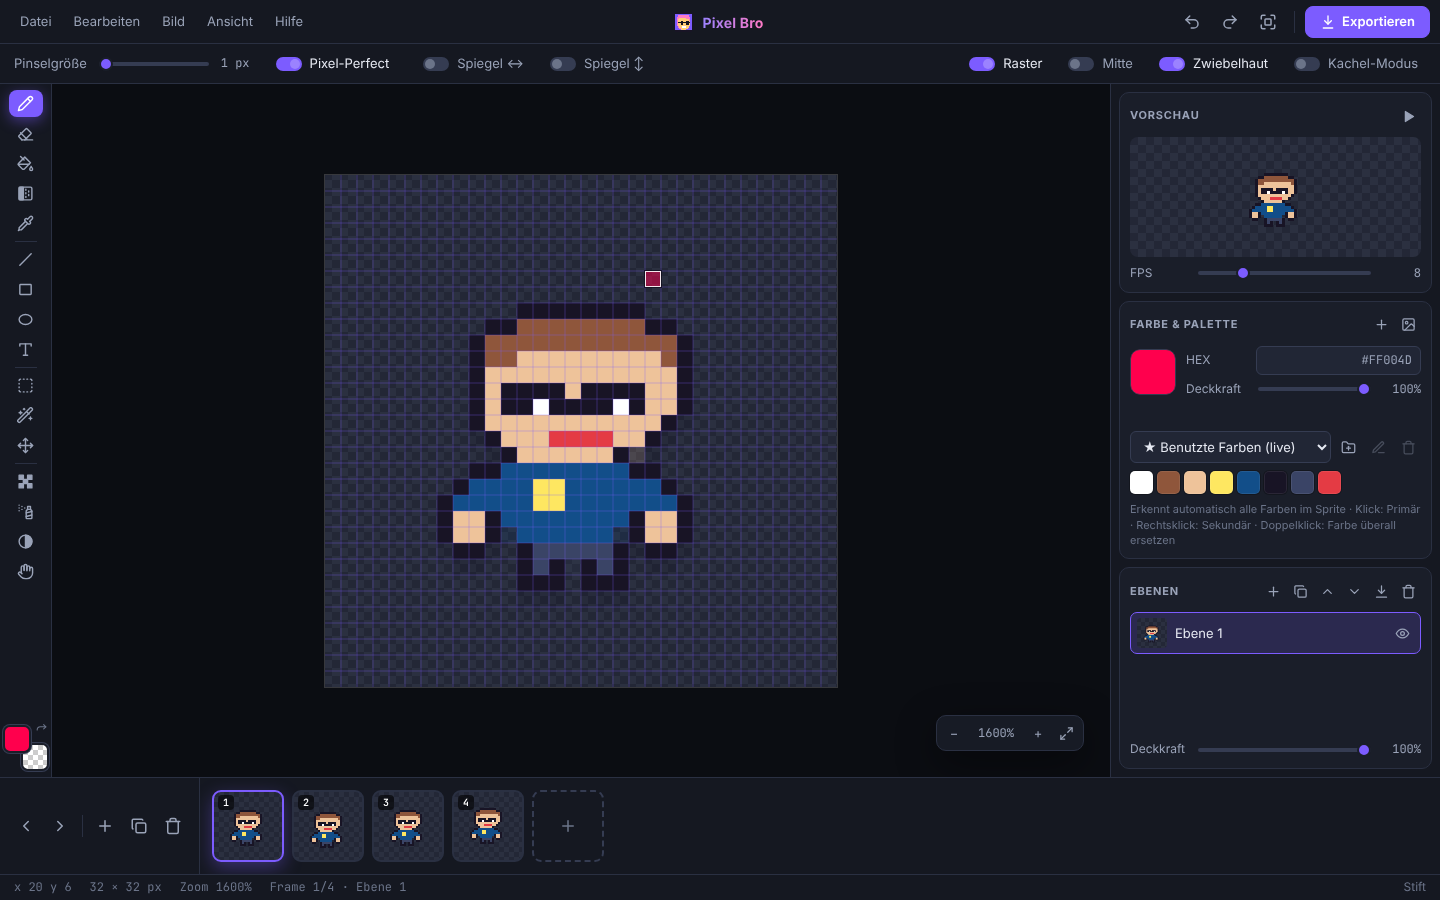 Datei Bearbeiten Bild Ansicht Hilfe
Pixel Bro
Exportieren
Pinselgröße 1 px Pixel-Perfect Spiegel Spiegel
Raster Mitte Zwiebelhaut Kachel-Modus
VORSCHAU
FPS 8
FARBE & PALETTE
HEX #FF004D
Deckkraft 100%
★ Benutzte Farben (live)
Erkennt automatisch alle Farben im Sprite · Klick: Primär
· Rechtsklick: Sekundär · Doppelklick: Farbe überall
ersetzen
EBENEN
Ebene 1
Deckkraft 100%
− 1600% +
1 2 3 4
x 20 y 6 32 × 32 px Zoom 1600% Frame 1/4 · Ebene 1
Stift